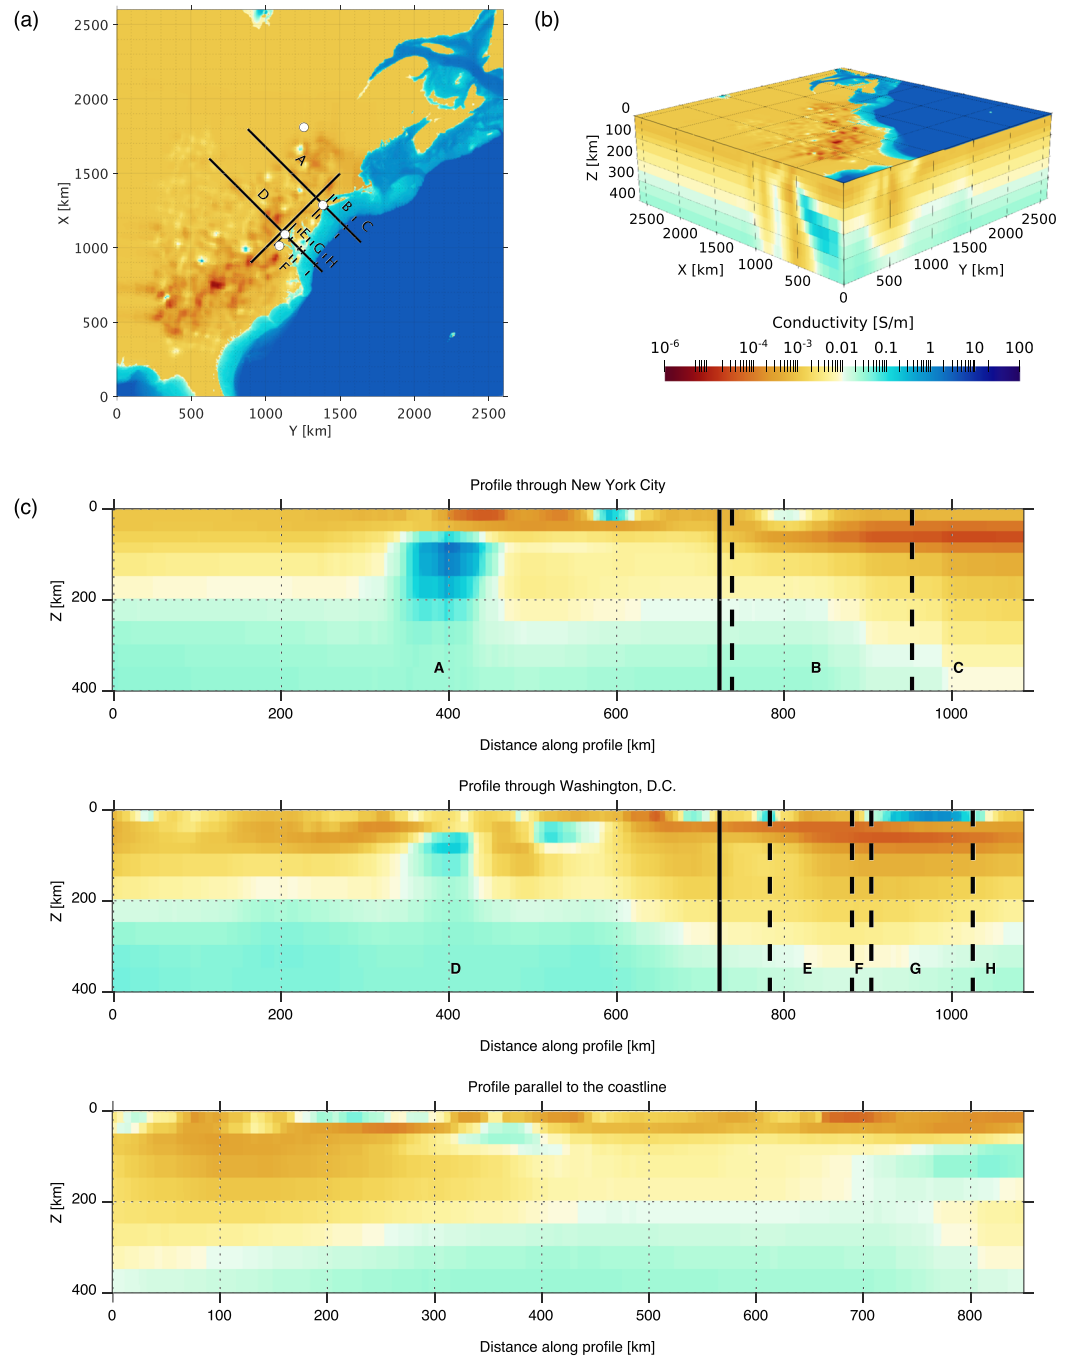 (a)
2600
2000
1500
1000
500
0
X [km]
0
500
1000
1500
2000
2500
Y [km]
A
B
C
D
E
G
H
F
(b)
0
100
200
300
400
Z [km]
2500
2000
1500
1000
500
0
X [km]
500
1000
1500
2000
2500
Y [km]
Conductivity [S/m]
10-6 10-4 10-3 0.01 0.1 1 10 100
(c)
Profile through New York City
0
200
400
Z [km]
A B C
0 200 400 600 800 1000
Distance along profile [km]
Profile through Washington, D.C.
0
200
400
Z [km]
D E F G H
0 200 400 600 800 1000
Distance along profile [km]
Profile parallel to the coastline
0
200
400
Z [km]
0 100 200 300 400 500 600 700 800
Distance along profile [km]